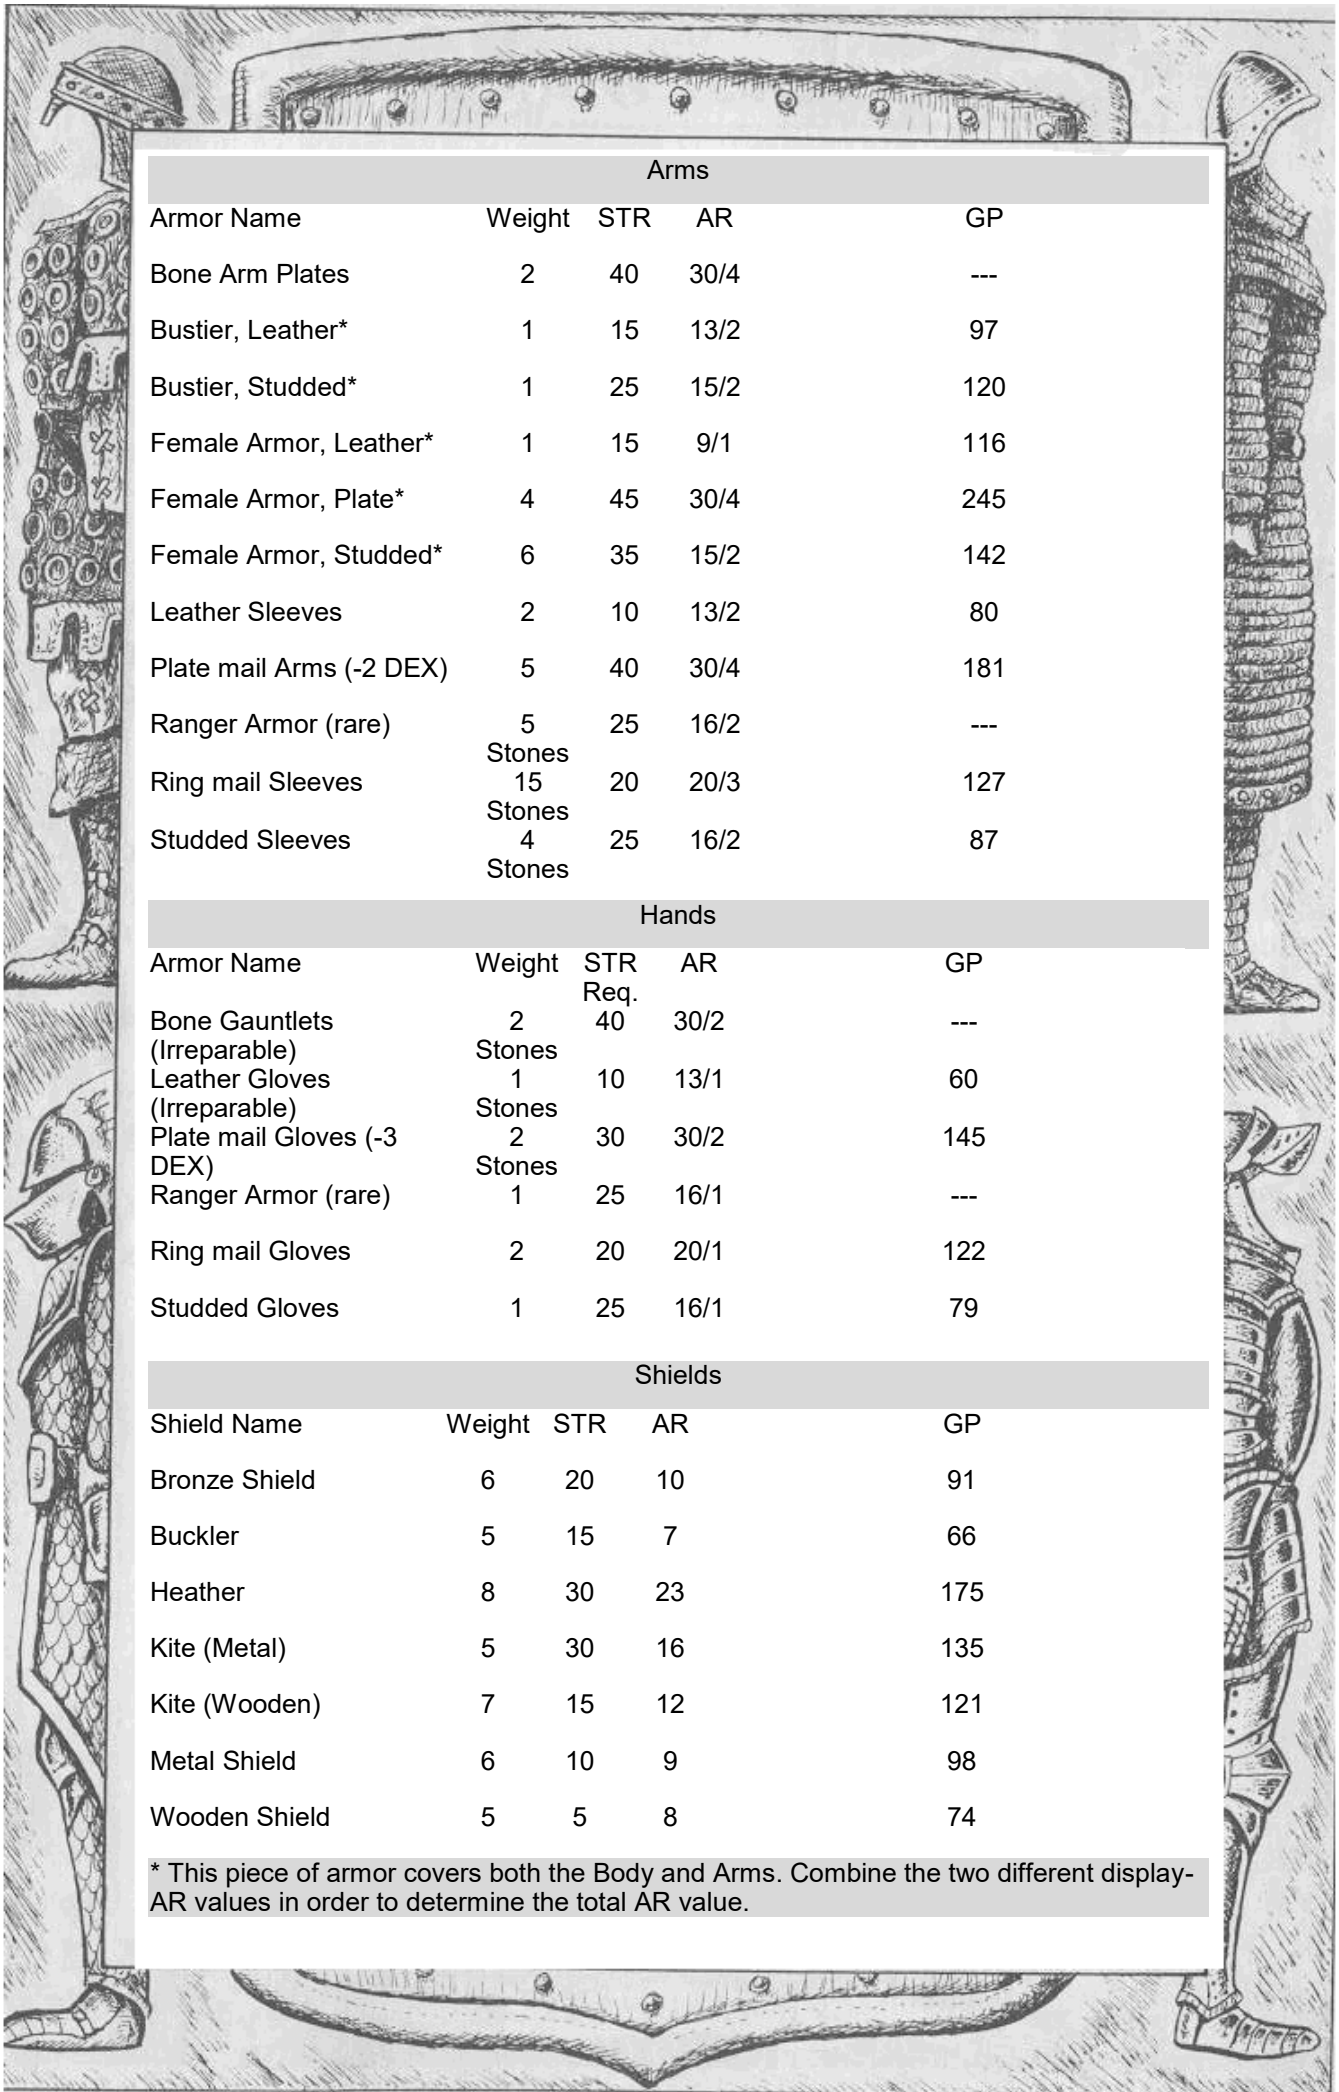 Arms
Armor Name Weight STR AR GP
Bone Arm Plates 2 40 30/4 ---
Bustier, Leather* 1 15 13/2 97
Bustier, Studded* 1 25 15/2 120
Female Armor, Leather* 1 15 9/1 116
Female Armor, Plate* 4 45 30/4 245
Female Armor, Studded* 6 35 15/2 142
Leather Sleeves 2 10 13/2 80
Plate mail Arms (-2 DEX) 5 40 30/4 181
Ranger Armor (rare) 5 25 16/2 ---
Stones
Ring mail Sleeves 15 20 20/3 127
Stones
Studded Sleeves 4 25 16/2 87
Stones
Hands
Armor Name Weight STR AR GP
Req.
Bone Gauntlets 2 40 30/2 ---
(Irreparable) Stones
Leather Gloves 1 10 13/1 60
(Irreparable) Stones
Plate mail Gloves (-3 2 30 30/2 145
DEX) Stones
Ranger Armor (rare) 1 25 16/1 ---
Ring mail Gloves 2 20 20/1 122
Studded Gloves 1 25 16/1 79
Shields
Shield Name Weight STR AR GP
Bronze Shield 6 20 10 91
Buckler 5 15 7 66
Heather 8 30 23 175
Kite (Metal) 5 30 16 135
Kite (Wooden) 7 15 12 121
Metal Shield 6 10 9 98
Wooden Shield 5 5 8 74
* This piece of armor covers both the Body and Arms. Combine the two different display-
AR values in order to determine the total AR value.